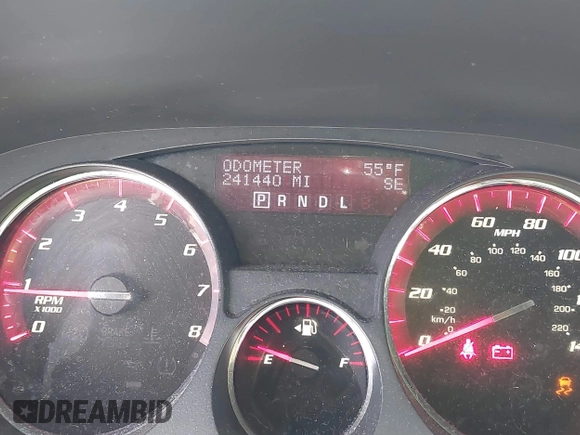 ODOMETER 55°F
241440 MI SE
P R N D L
0 1 2 3 4 5 6 7 8
RPM
X1000
E F
0 20 40 60 80 100
MPH
0 20 40 60 80 100 120 140 160 180 200 220
km/h
DREAMBID